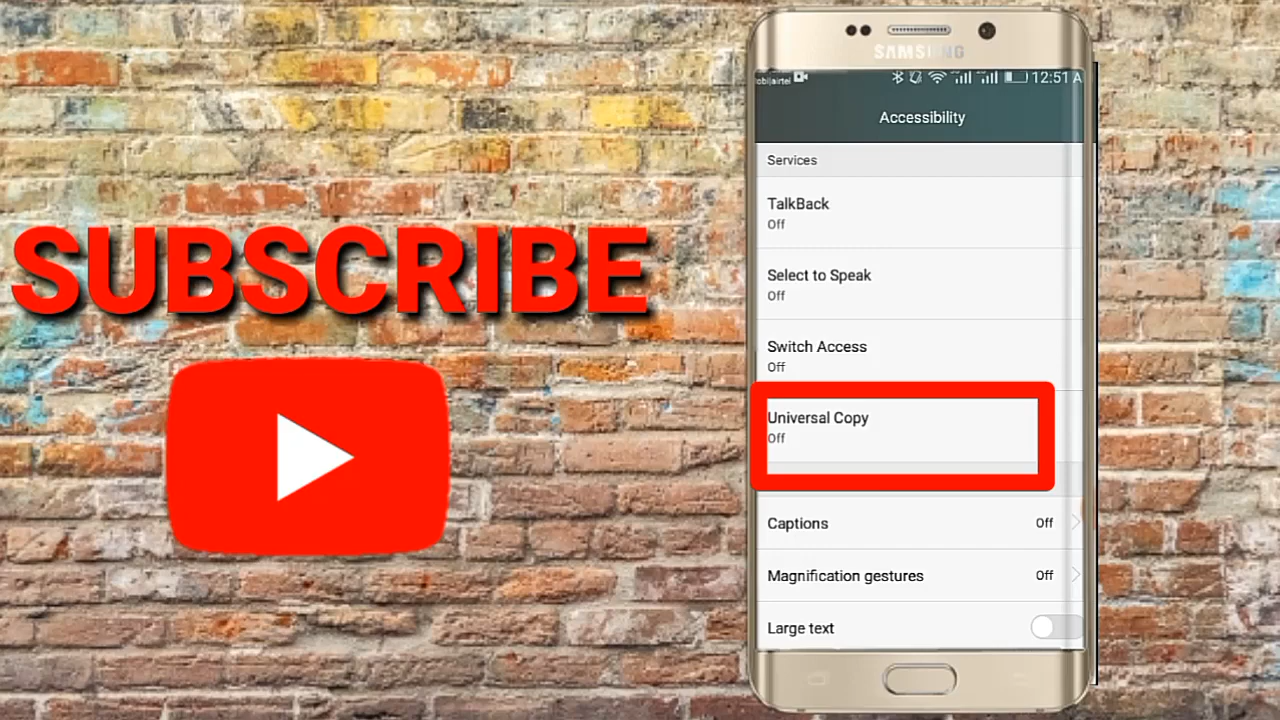 SUBSCRIBE
SAMSUNG
airtel
12:51 A
Accessibility
Services
TalkBack
Off
Select to Speak
Off
Switch Access
Off
Universal Copy
Off
Captions Off
Magnification gestures Off
Large text